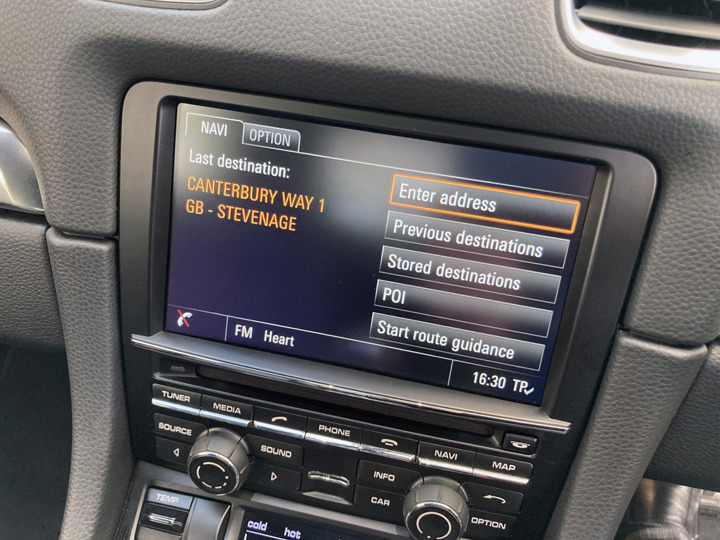 NAVI OPTION
Last destination:
CANTERBURY WAY 1
GB - STEVENAGE
Enter address
Previous destinations
Stored destinations
POI
Start route guidance
FM Heart
16:30 TP
TUNER MEDIA PHONE NAVI MAP
SOURCE SOUND INFO
CAR OPTION
TEMP
cold hot